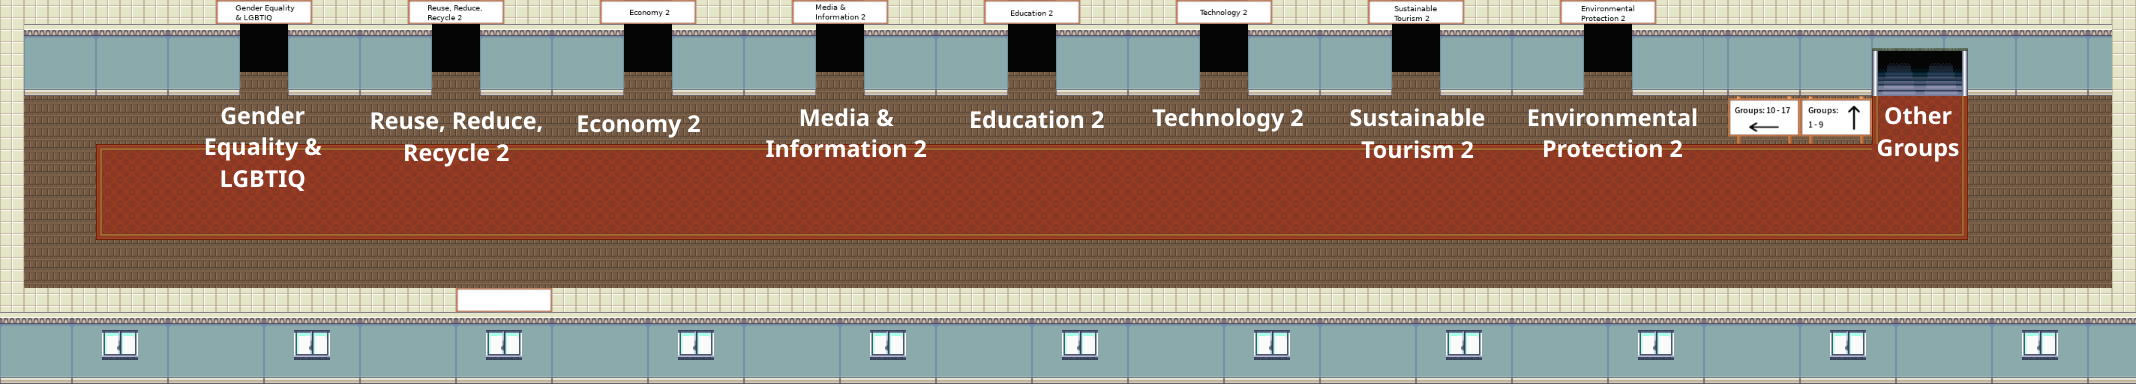 Gender Equality
& LGBTIQ
Reuse, Reduce,
Recycle 2
Economy 2
Media &
Information 2
Education 2
Technology 2
Sustainable
Tourism 2
Environmental
Protection 2
Gender
Equality &
LGBTIQ
Reuse, Reduce,
Recycle 2
Economy 2
Media &
Information 2
Education 2
Technology 2
Sustainable
Tourism 2
Environmental
Protection 2
Groups: 10 - 17
Groups:
1 - 9
Other
Groups